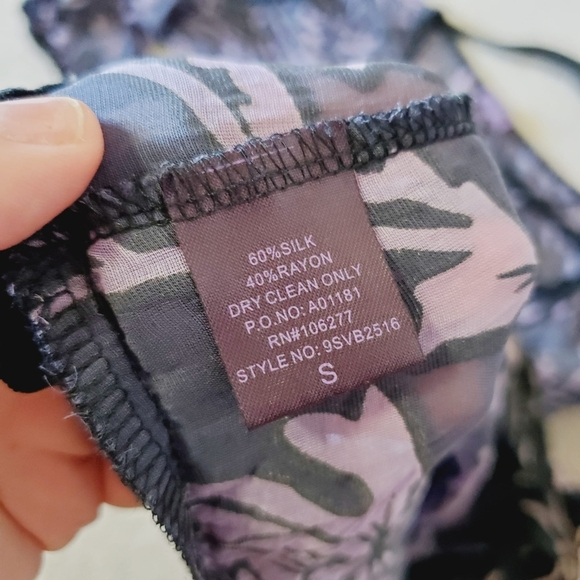 60%SILK
40%RAYON
DRY CLEAN ONLY
P.O.NO: A01181
RN#106277
STYLE NO: 9SVB2516
S